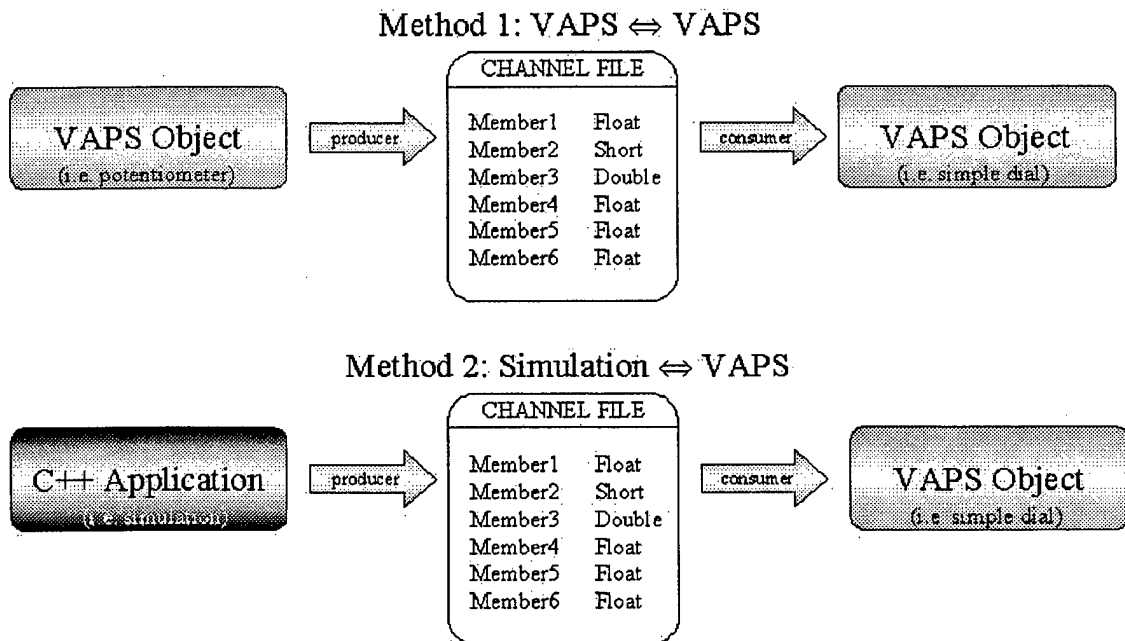 Method 1: VAPS ⇔ VAPS
VAPS Object
(i.e. potentiometer)
producer
CHANNEL FILE
Member1 Float
Member2 Short
Member3 Double
Member4 Float
Member5 Float
Member6 Float
consumer
VAPS Object
(i.e. simple dial)
Method 2: Simulation ⇔ VAPS
C++ Application
(i.e. simulation)
producer
CHANNEL FILE
Member1 Float
Member2 Short
Member3 Double
Member4 Float
Member5 Float
Member6 Float
consumer
VAPS Object
(i.e. simple dial)